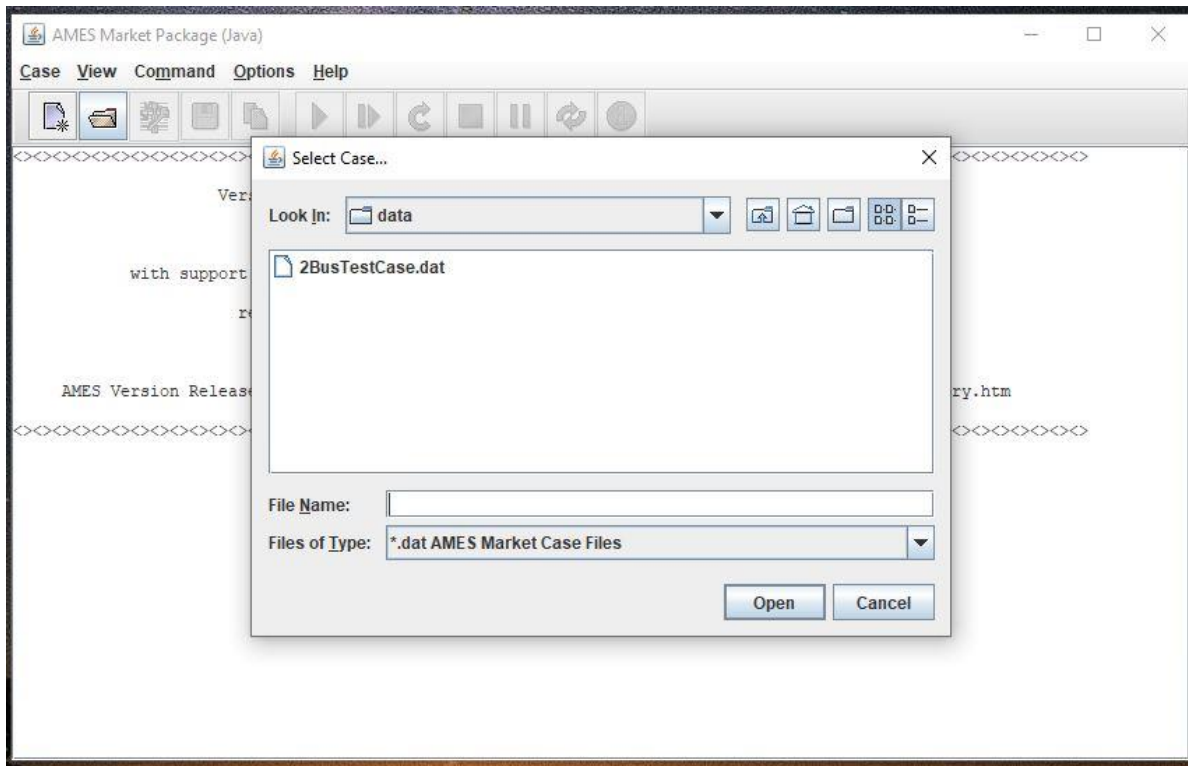 AMES Market Package (Java)
Case View Command Options Help
<><><><><><><><><><><><>
Select Case...
<><><><><><><>
Look In: data
2BusTestCase.dat
with support
AMES Version
ry.htm
<><><><><><><><><><><><>
<><><><><><><>
File Name:
Files of Type: *.dat AMES Market Case Files
Open Cancel